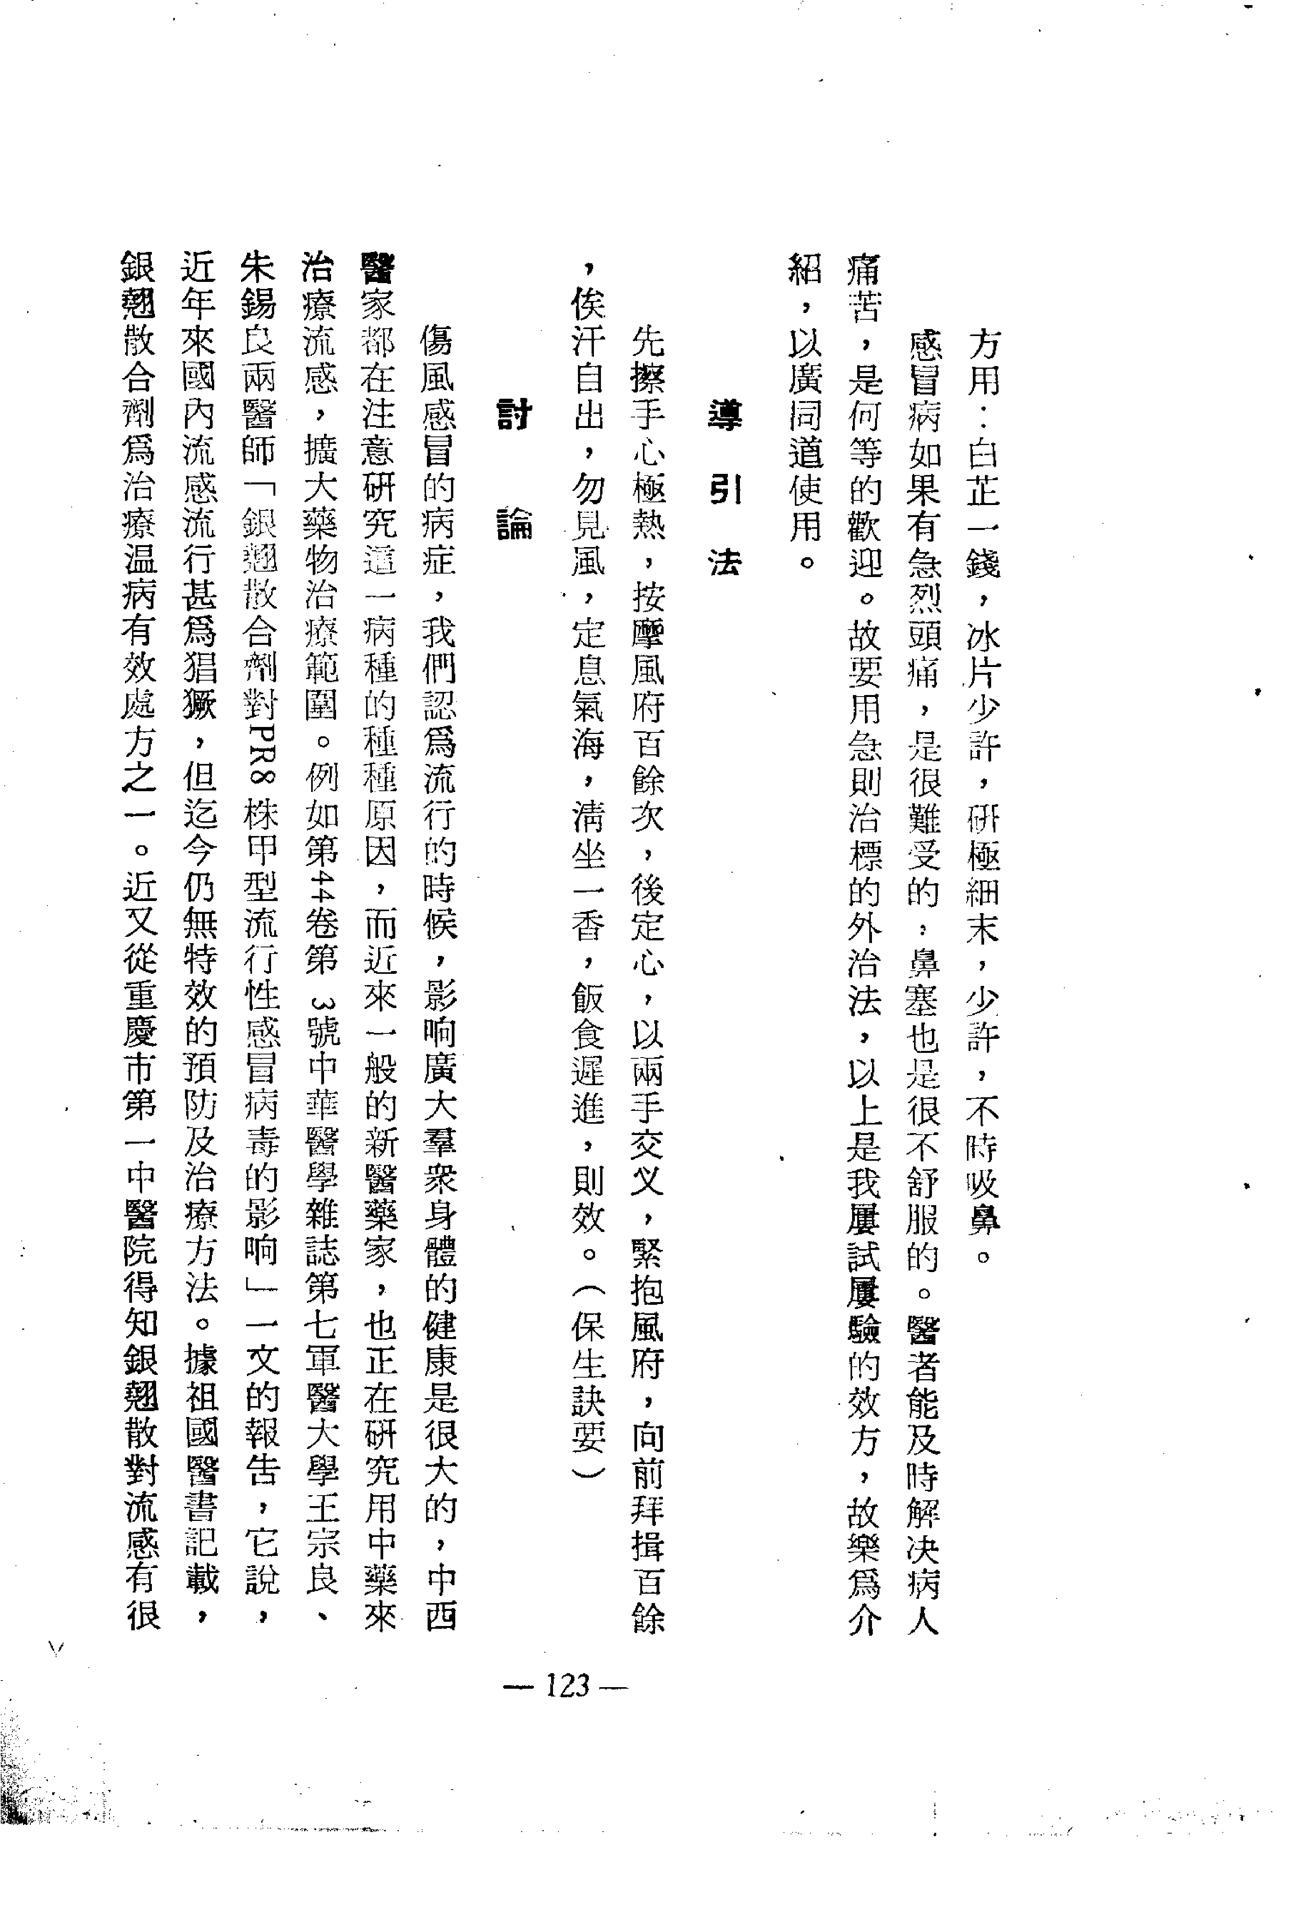 方用：白芷一錢，冰片少許，研極細末，少許，不時吸鼻。
感冒病如果有急烈頭痛，是很難受的，鼻塞也是很不舒服的。醫者能及時解決病人
痛苦，是何等的歡迎。故要用急則治標的外治法，以上是我屢試屢驗的效方，故樂爲介
紹，以廣同道使用。
導引法
先擦手心極熱，按摩風府百餘次，後定心，以兩手交义，緊抱風府，向前拜揖百餘
，俟汗自出，勿見風，定息氣海，淸坐一香，飯食遲進，則效。（保生訣要）
討論
傷風感冒的病症，我們認爲流行的時候，影响廣大羣衆身體的健康是很大的，中西
醫家都在注意研究這一病種的種種原因，而近來一般的新醫藥家，也正在研究用中藥來
治療流感，擴大藥物治療範圍。例如第44卷第3號中華醫學雜誌第七軍醫大學王宗良、
朱錫良兩醫師「銀翹散合劑對PR8株甲型流行性感冒病毒的影响」一文的報告，它說，
近年來國內流感流行甚爲猖獗，但迄今仍無特效的預防及治療方法。據祖國醫書記載，
銀翹散合劑爲治療温病有效處方之一。近又從重慶市第一中醫院得知銀翹散對流感有很
— 123 —